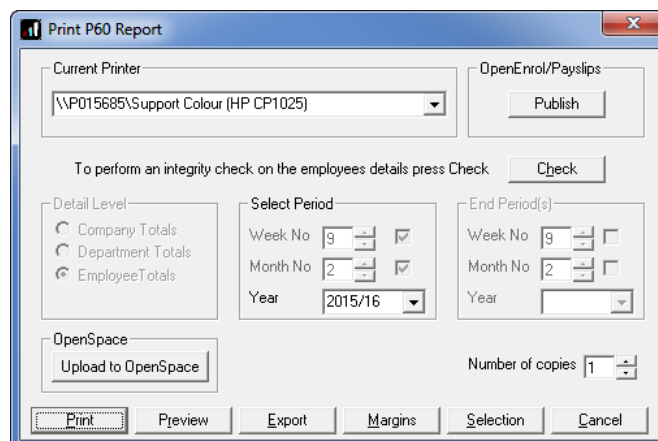 Print P60 Report
x
Current Printer
\\P015685\Support Colour (HP CP1025)
OpenEnrol/Payslips
Publish
To perform an integrity check on the employees details press Check
Check
Detail Level
Company Totals
Department Totals
EmployeeTotals
Select Period
Week No 9
Month No 2
Year 2015/16
End Period(s)
Week No 9
Month No 2
Year
OpenSpace
Upload to OpenSpace
Number of copies 1
Print Preview Export Margins Selection Cancel